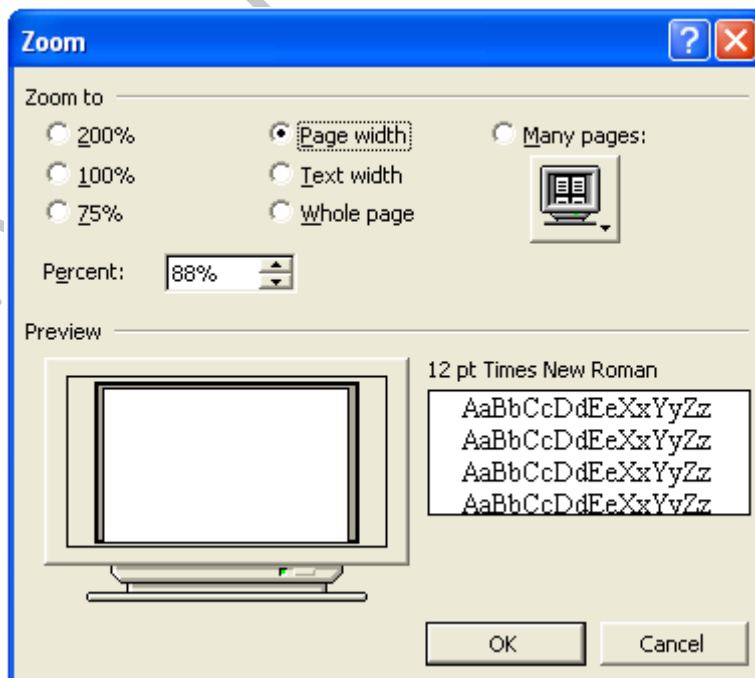 Zoom
Zoom to
200%
Page width
Many pages:
100%
Text width
75%
Whole page
Percent: 88%
Preview
12 pt Times New Roman
AaBbCcDdEeXxYyZz
AaBbCcDdEeXxYyZz
AaBbCcDdEeXxYyZz
AaBbCcDdEeXxYyZz
OK
Cancel